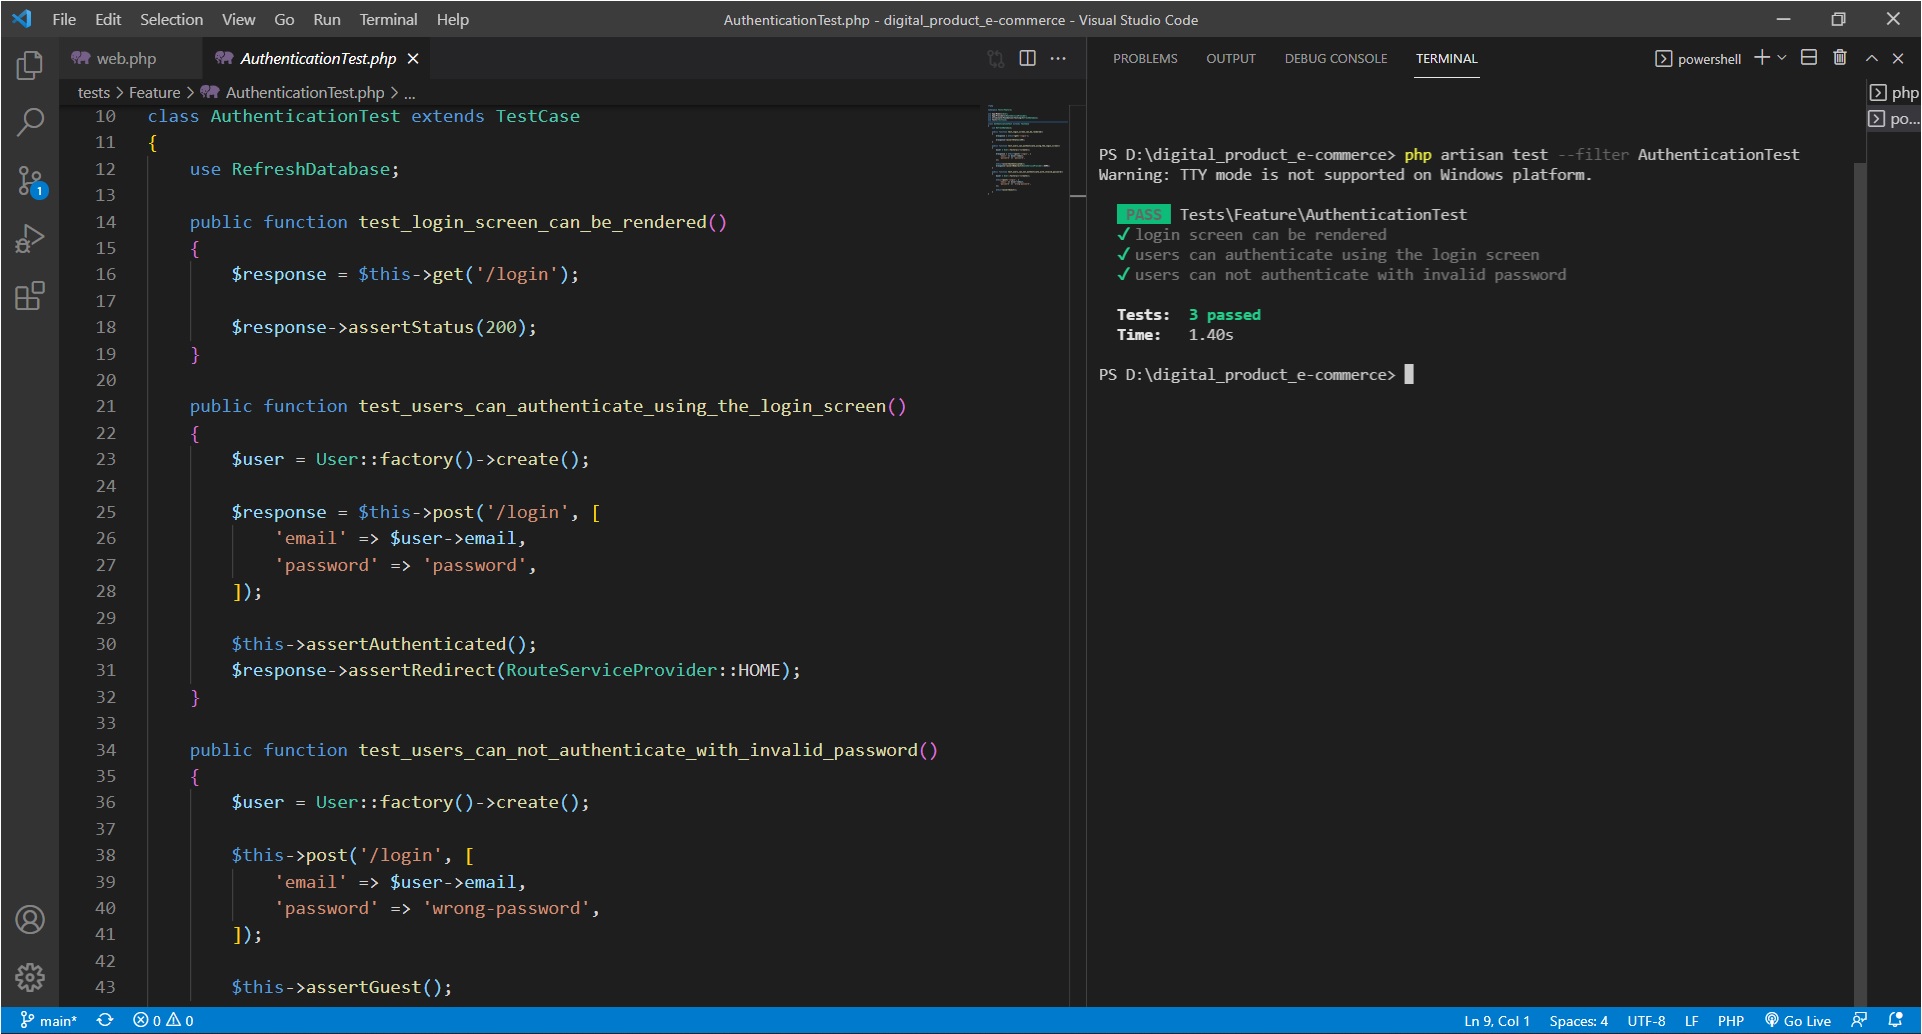 File Edit Selection View Go Run Terminal Help
AuthenticationTest.php - digital_product_e-commerce - Visual Studio Code
web.php
AuthenticationTest.php
tests > Feature > AuthenticationTest.php > ...
10 class AuthenticationTest extends TestCase
11 {
12 use RefreshDatabase;
13
14 public function test_login_screen_can_be_rendered()
15 {
16 $response = $this->get('/login');
17
18 $response->assertStatus(200);
19 }
20
21 public function test_users_can_authenticate_using_the_login_screen()
22 {
23 $user = User::factory()->create();
24
25 $response = $this->post('/login', [
26 'email' => $user->email,
27 'password' => 'password',
28 ]);
29
30 $this->assertAuthenticated();
31 $response->assertRedirect(RouteServiceProvider::HOME);
32 }
33
34 public function test_users_can_not_authenticate_with_invalid_password()
35 {
36 $user = User::factory()->create();
37
38 $this->post('/login', [
39 'email' => $user->email,
40 'password' => 'wrong-password',
41 ]);
42
43 $this->assertGuest();
1
PROBLEMS OUTPUT DEBUG CONSOLE TERMINAL
powershell
php
po...
PS D:\digital_product_e-commerce> php artisan test --filter AuthenticationTest
Warning: TTY mode is not supported on Windows platform.
PASS Tests\Feature\AuthenticationTest
✓ login screen can be rendered
✓ users can authenticate using the login screen
✓ users can not authenticate with invalid password
Tests: 3 passed
Time: 1.40s
PS D:\digital_product_e-commerce>
main* 0 0
Ln 9, Col 1 Spaces: 4 UTF-8 LF PHP Go Live